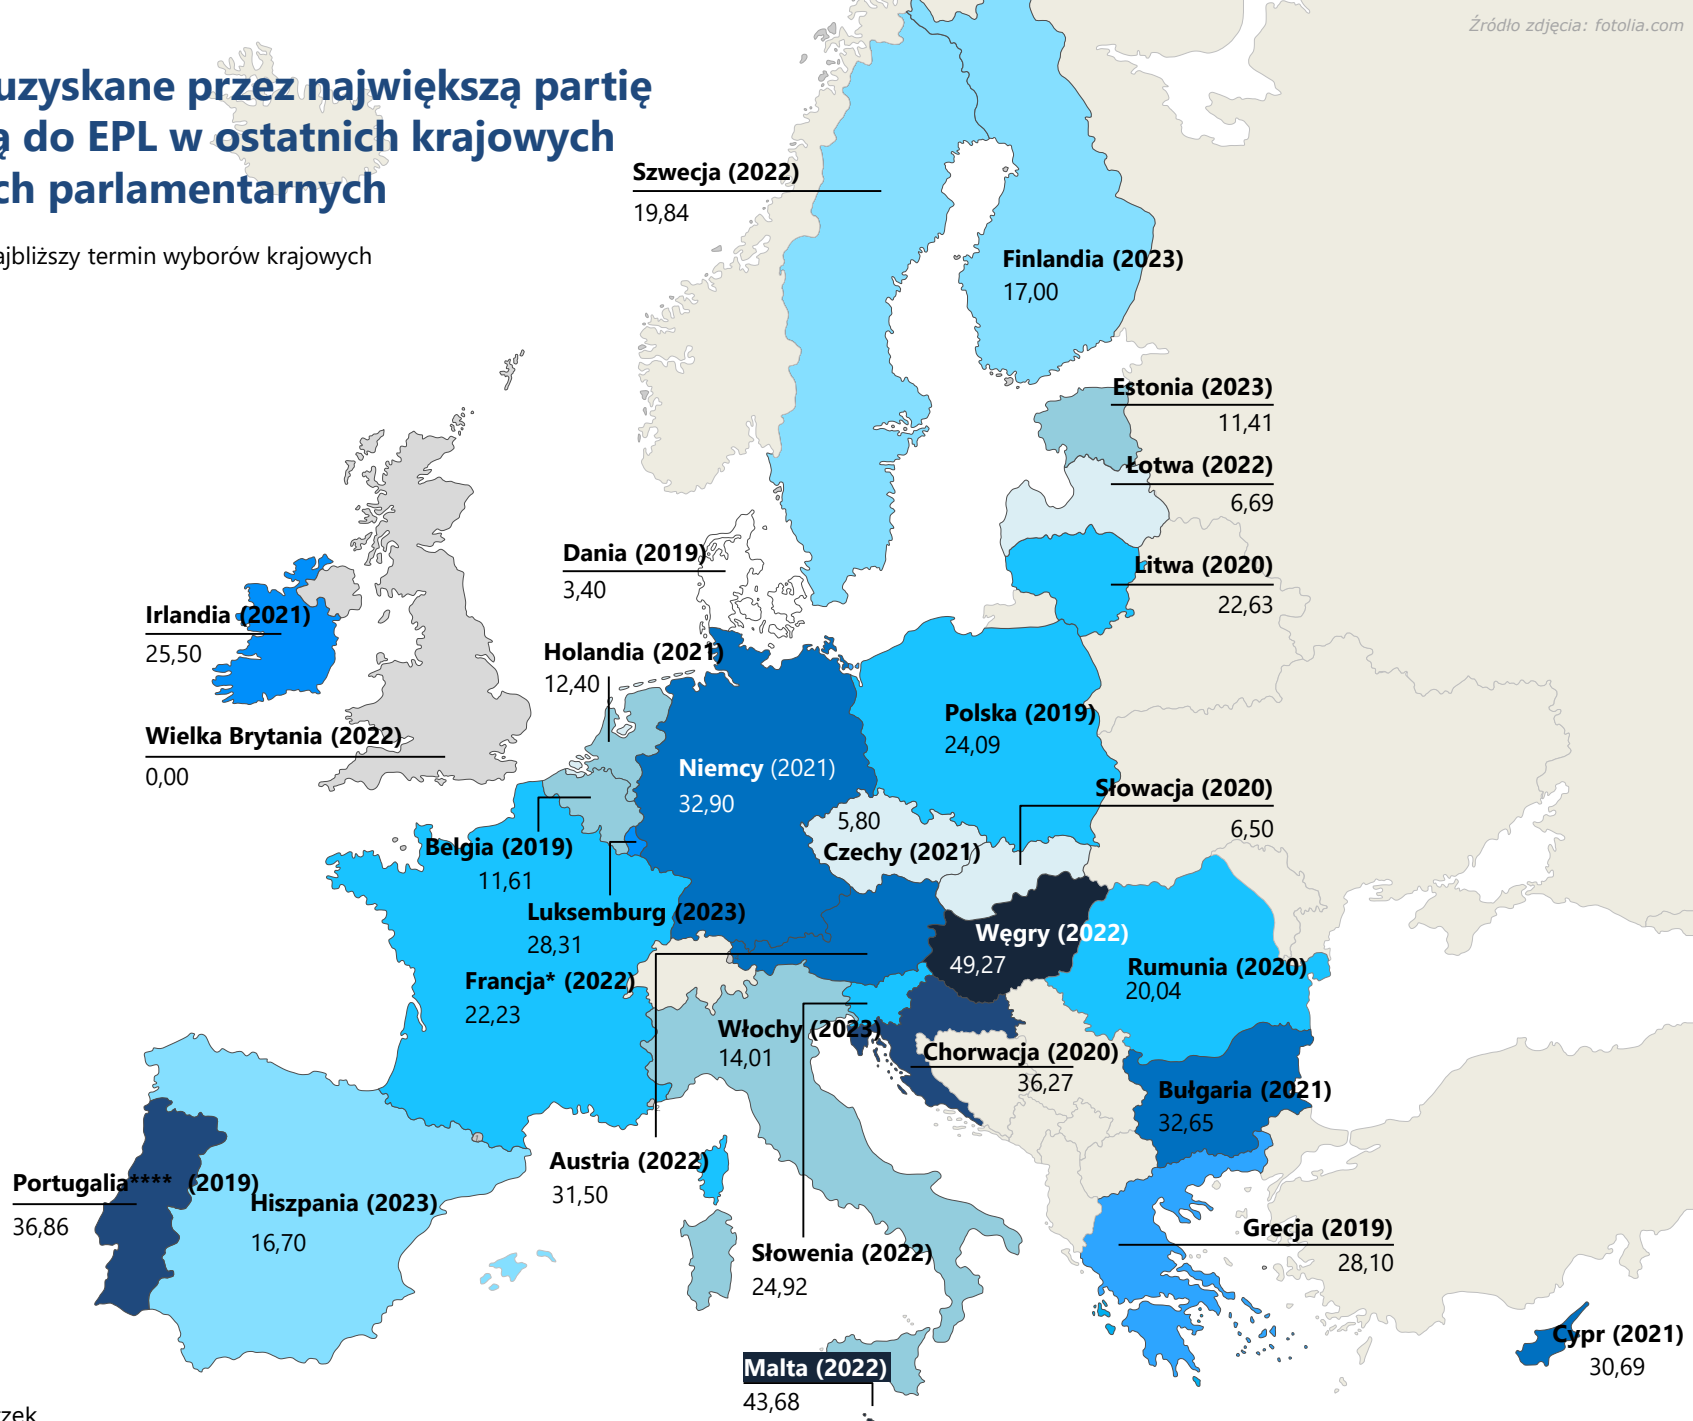 Źródło zdjęcia: fotolia.com
uzyskane przez największą partię
ą do EPL w ostatnich krajowych
ch parlamentarnych
ajbliższy termin wyborów krajowych
Szwecja (2022)
19,84
Finlandia (2023)
17,00
Estonia (2023)
11,41
Łotwa (2022)
6,69
Dania (2019)
3,40
Litwa (2020)
22,63
Irlandia (2021)
25,50
Holandia (2021)
12,40
Wielka Brytania (2022)
0,00
Polska (2019)
24,09
Niemcy (2021)
32,90
Słowacja (2020)
6,50
5,80
Czechy (2021)
Belgia (2019)
11,61
Luksemburg (2023)
28,31
Węgry (2022)
49,27
Francja* (2022)
22,23
Rumunia (2020)
20,04
Włochy (2023)
14,01
Chorwacja (2020)
36,27
Bułgaria (2021)
32,65
Austria (2022)
31,50
Portugalia**** (2019)
36,86
Hiszpania (2023)
16,70
Grecja (2019)
28,10
Słowenia (2022)
24,92
Cypr (2021)
30,69
Malta (2022)
43,68
rzek